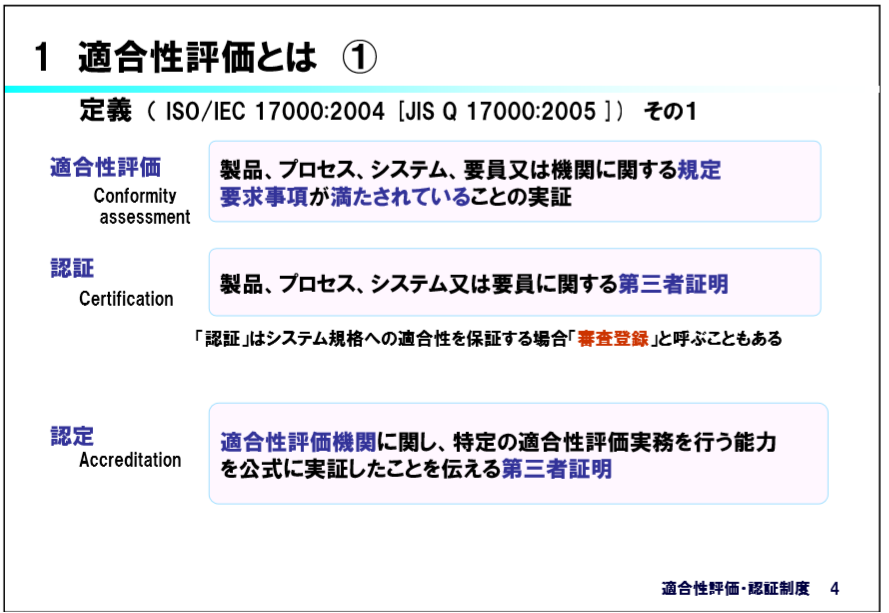 1 適合性評価とは ①
定義 ( ISO/IEC 17000:2004 [JIS Q 17000:2005 ]) その1
適合性評価
Conformity
assessment
製品、プロセス、システム、要員又は機関に関する規定
要求事項が満たされていることの実証
認証
Certification
製品、プロセス、システム又は要員に関する第三者証明
「認証」はシステム規格への適合性を保証する場合「審査登録」と呼ぶこともある
認定
Accreditation
適合性評価機関に関し、特定の適合性評価実務を行う能力
を公式に実証したことを伝える第三者証明
適合性評価・認証制度 4